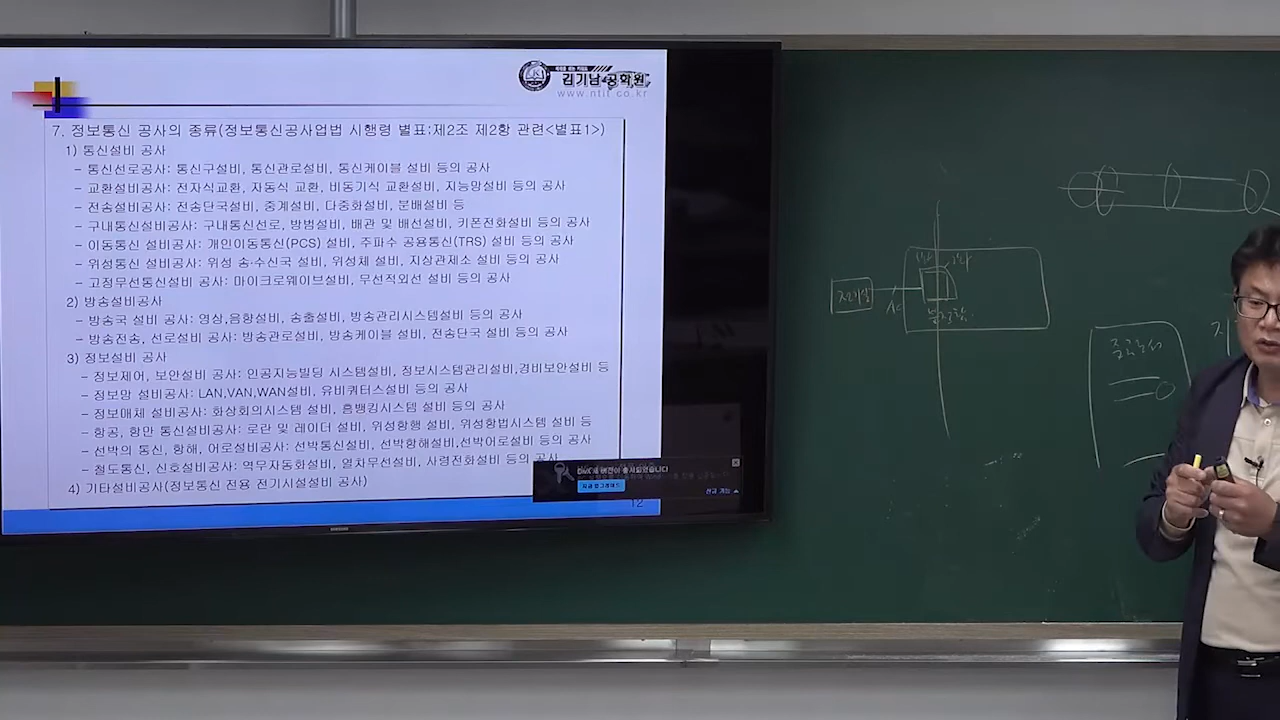 김기남공학원
www.ntit.co.kr
7. 정보통신 공사의 종류(정보통신공사업법 시행령 별표;제2조 제2황 관련<별표1>)
1) 통신설비 공사
- 통신선로공사: 통신구설비, 통신관로설비, 통신케이블 설비 등의 공사
- 교환설비공사: 전자식교환, 자동식 교환, 비동기식 교환설비, 지능망설비 등의 공사
- 전송설비공사: 전송단국설비, 중계설비, 다중화설비, 분배설비 등
- 구내통신설비공사: 구내통신선로, 방범설비, 배관 및 배선설비, 키폰전화설비 등의 공사
- 이동통신 설비공사: 개인이동통신(PCS) 설비, 주파수 공용통신(TRS) 설비 등의 공사
- 위성통신 설비공사: 위성 송·수신국 설비, 위성체 설비, 지상관제소 설비 등의 공사
- 고정무선통신설비 공사: 마이크로웨이브설비, 무선적외선 설비 등의 공사
2) 방송설비공사
- 방송국 설비 공사: 영상,음향설비, 송출설비, 방송관리시스템설비 등의 공사
- 방송전송, 선로설비 공사: 방송관로설비, 방송케이블 설비, 전송단국 설비 등의 공사
3) 정보설비 공사
- 정보제어, 보안설비 공사: 인공지능빌딩 시스템설비, 정보시스템관리설비,경비보안설비 등
- 정보망 설비공사: LAN,VAN,WAN설비, 유비쿼터스설비 등의 공사
- 정보매체 설비공사: 화상회의시스템 설비, 홈뱅킹시스템 설비 등의 공사
- 항공, 항만 통신설비공사: 로란 및 레이더 설비, 위성항행 설비, 위성항법시스템 설비 등
- 선박의 통신, 항해, 어로설비공사: 선박통신설비, 선박항해설비,선박어로설비 등의 공사
- 철도통신, 신호설비공사: 역무자동화설비, 열차무선설비, 사령전화설비 등의 공사
4) 기타설비공사(정보통신 전용 전기시설설비 공사)
12
SAMSUNG
새 버전이 출시되었습니다
지금 업그레이드
신규 기능
AC